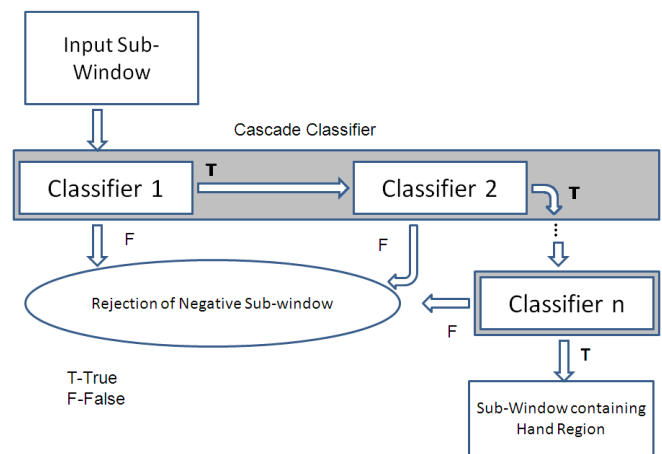 Input Sub-
Window
Cascade Classifier
T
Classifier 1
Classifier 2
T
F
F
Rejection of Negative Sub-window
Classifier n
F
T
T-True
F-False
Sub-Window containing
Hand Region